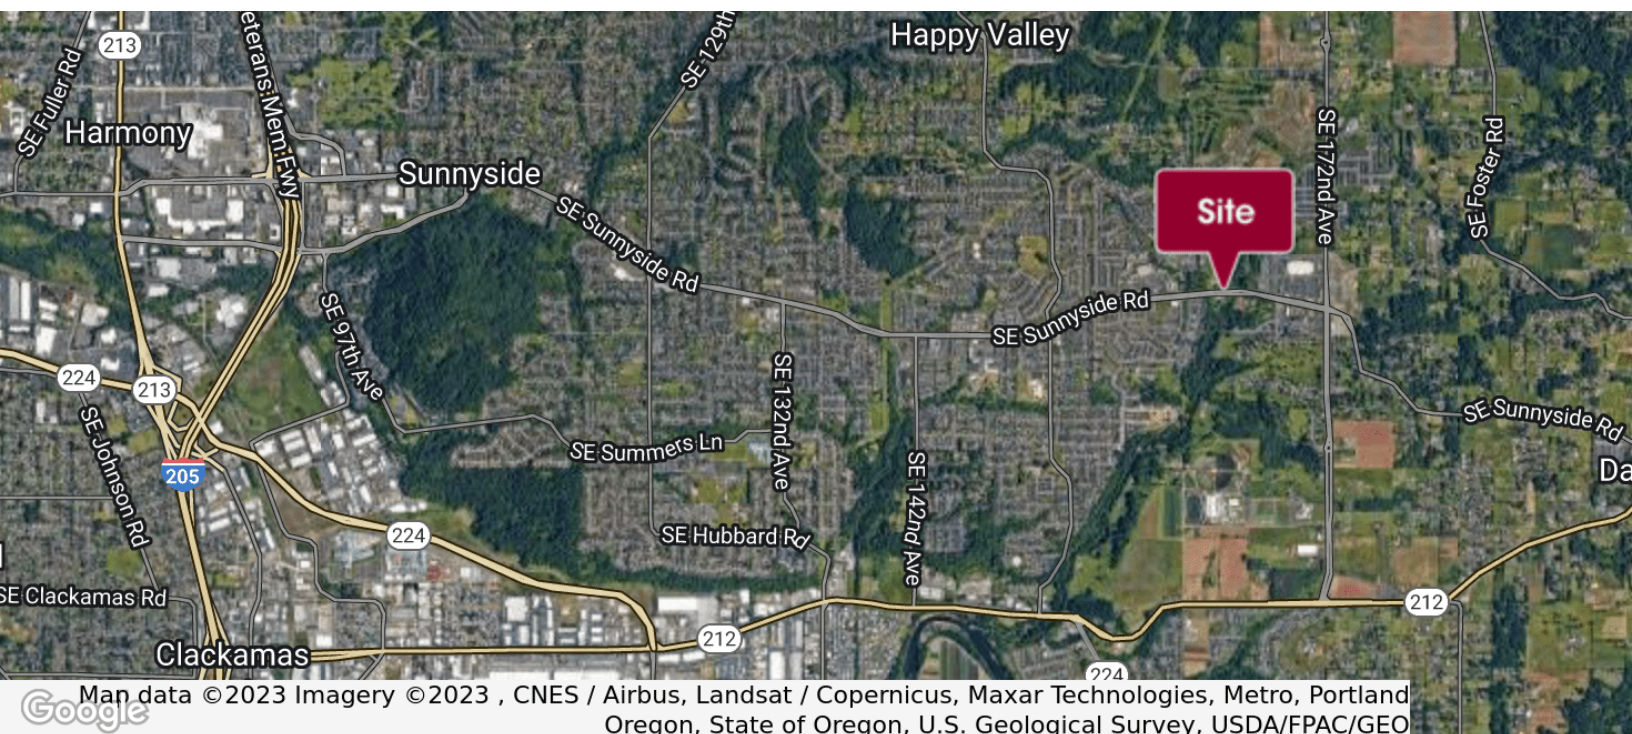 Happy Valley
213
eterans Mem Fwy
SE 129th
SE Fuller Rd
Harmony
SE 172nd Ave
SE Foster Rd
Sunnyside
Site
SE Sunnyside Rd
SE 97th Ave
SE Sunnyside Rd
224
213
SE 132nd Ave
SE Sunnyside Rd
SE Johnson Rd
SE Summers Ln
205
SE 142nd Ave
Da
224
SE Hubbard Rd
SE Clackamas Rd
212
212
Clackamas
224
Google
Map data ©2023 Imagery ©2023 , CNES / Airbus, Landsat / Copernicus, Maxar Technologies, Metro, Portland
Oregon, State of Oregon, U.S. Geological Survey, USDA/FPAC/GEO